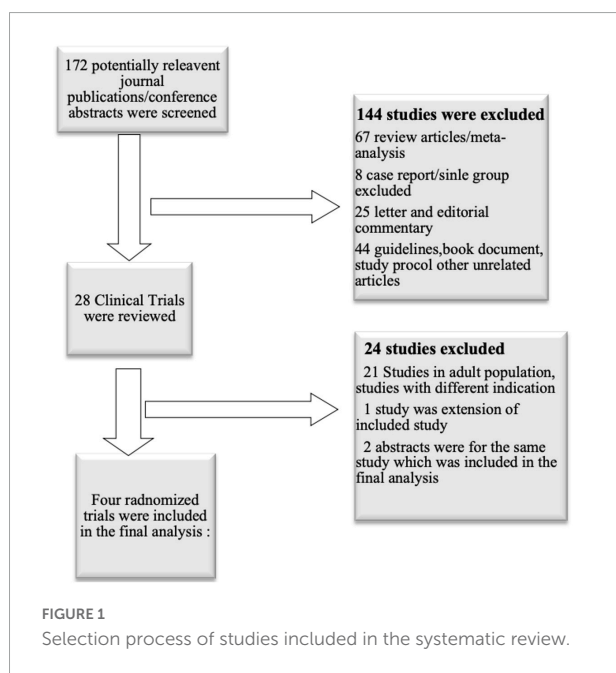 172 potentially releavent
journal
publications/conference
abstracts were screened
144 studies were excluded
67 review articles/meta-
analysis
8 case report/sinle group
excluded
25 letter and editorial
commentary
44 guidelines,book document,
study procol other unrelated
articles
28 Clinical Trials
were reviewed
24 studies excluded
21 Studies in adult population,
studies with different indication
1 study was extension of
included study
2 abstracts were for the same
study which was included in the
final analysis
Four radnomized
trials were included
in the final analysis :
FIGURE 1
Selection process of studies included in the systematic review.